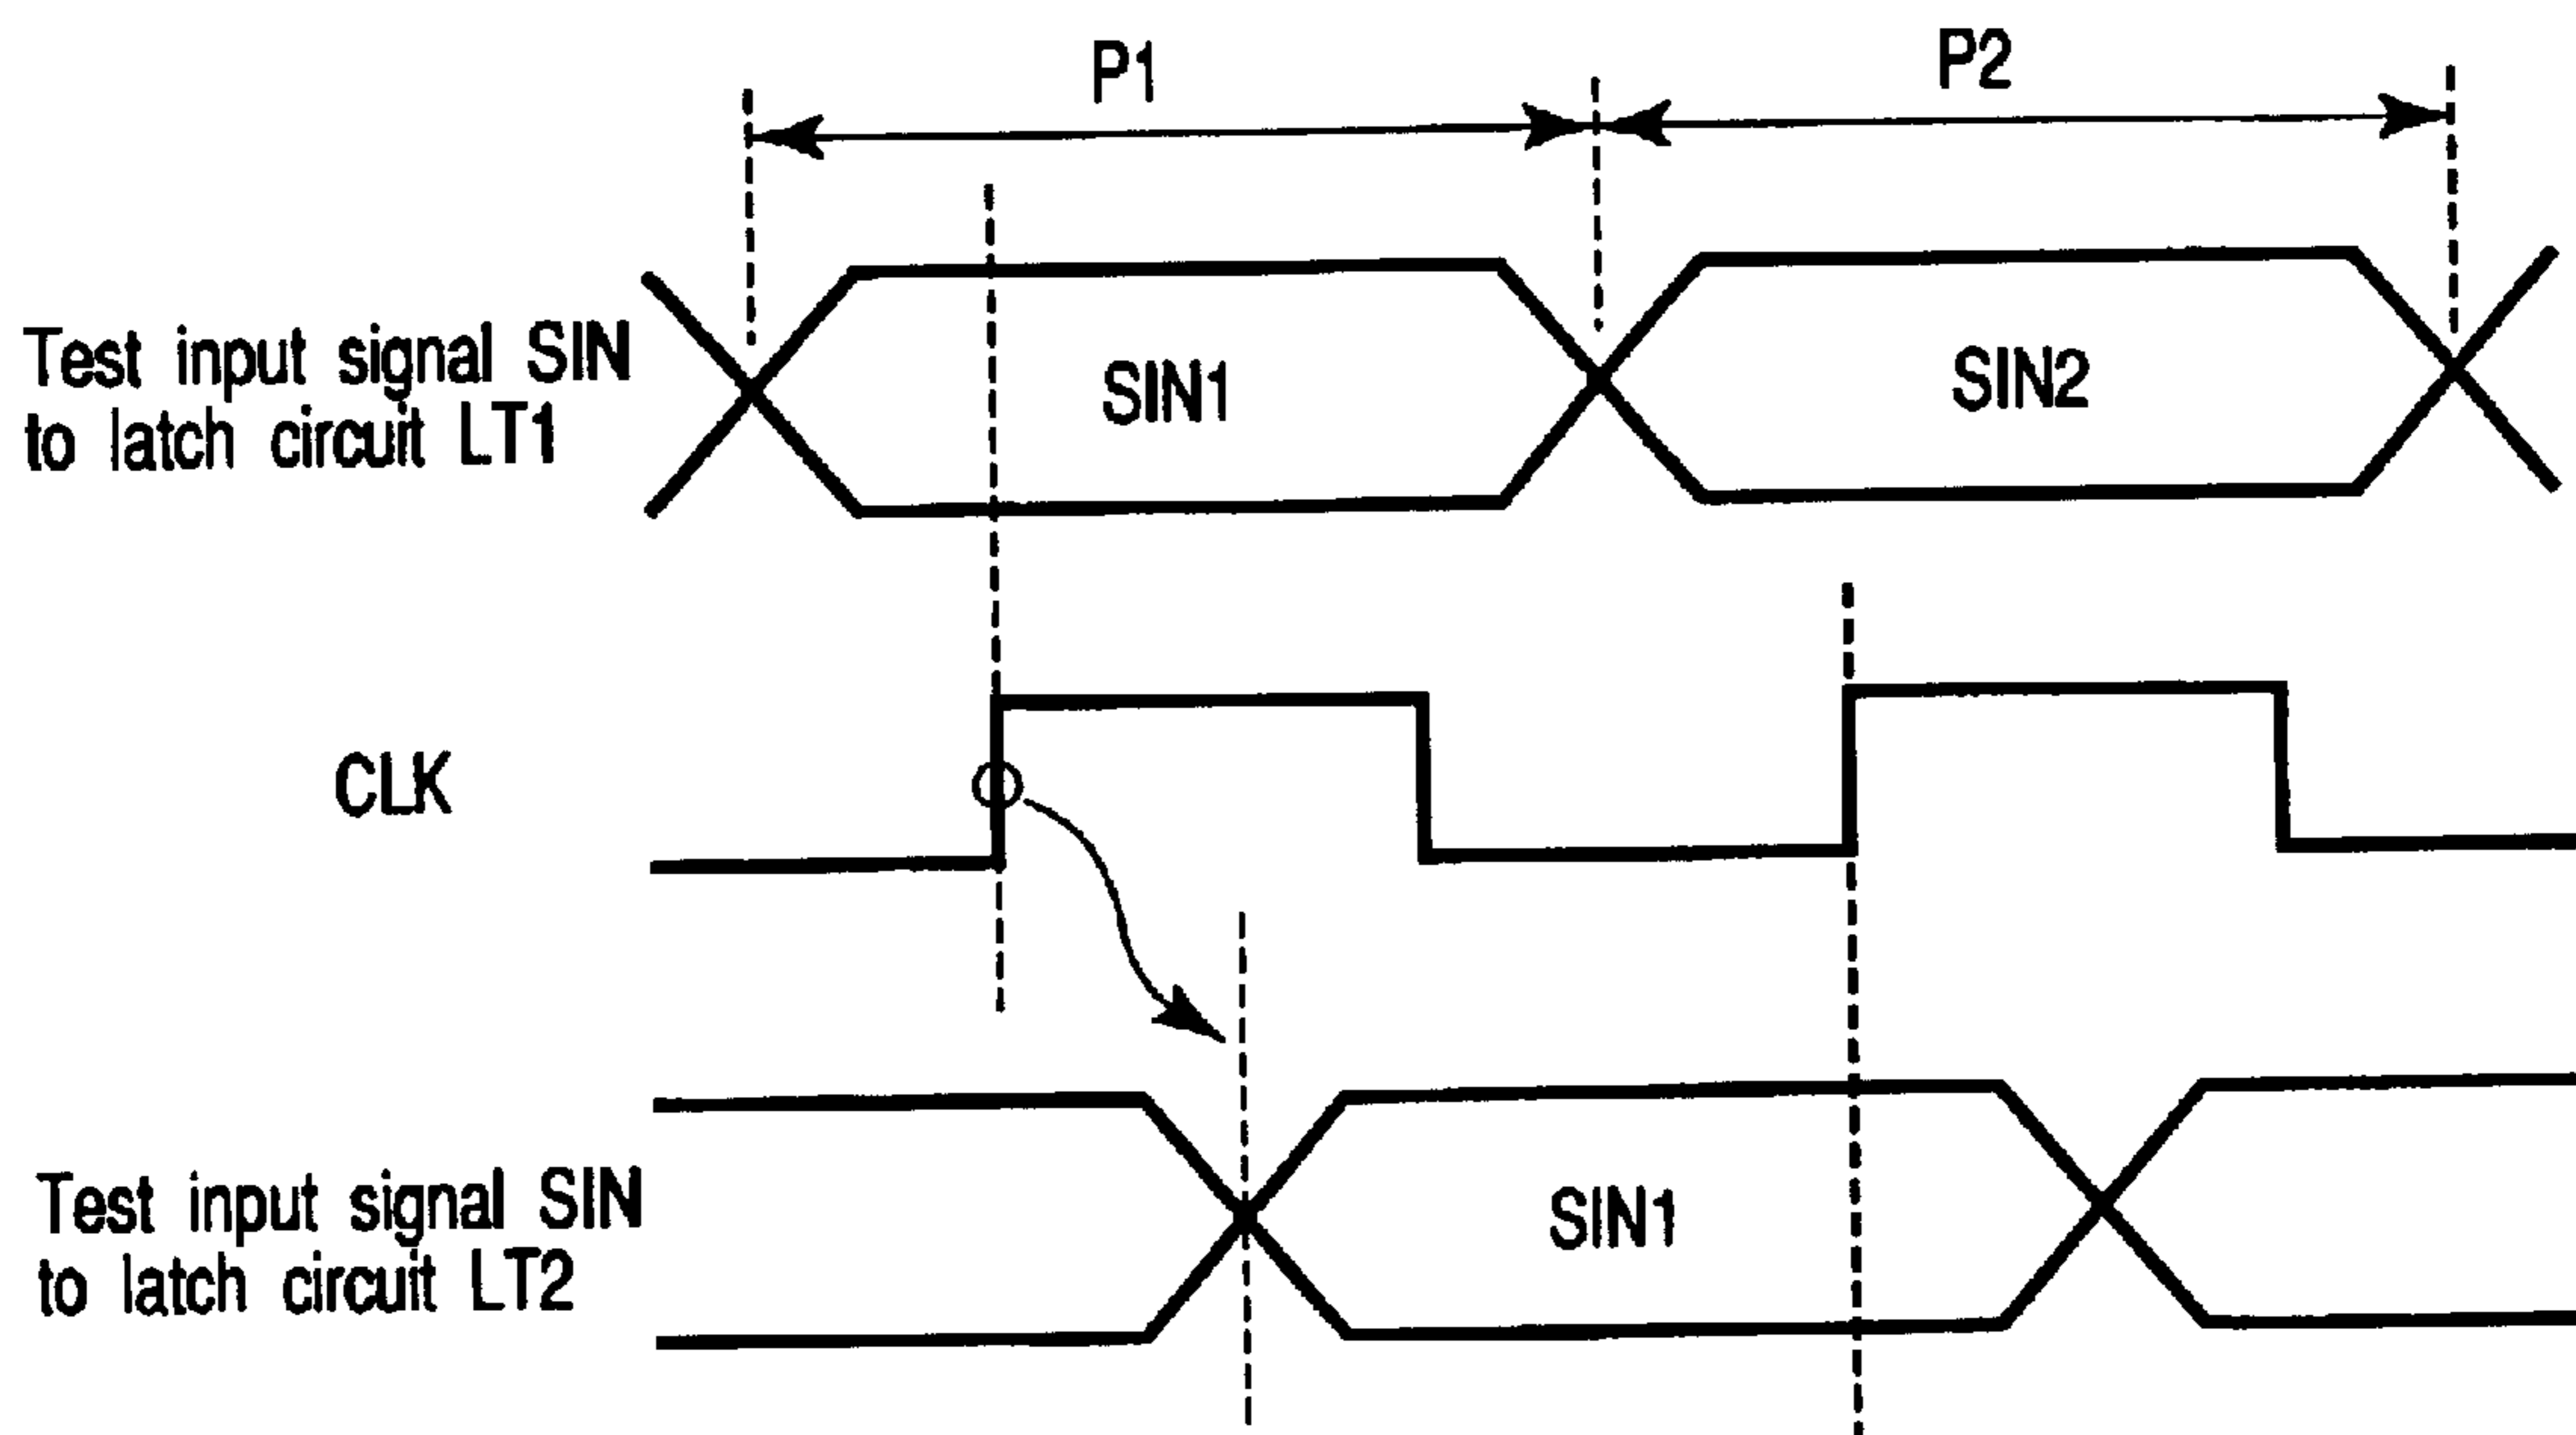 P1
P2
Test input signal SIN
to latch circuit LT1
SIN1
SIN2
CLK
Test input signal SIN
to latch circuit LT2
SIN1